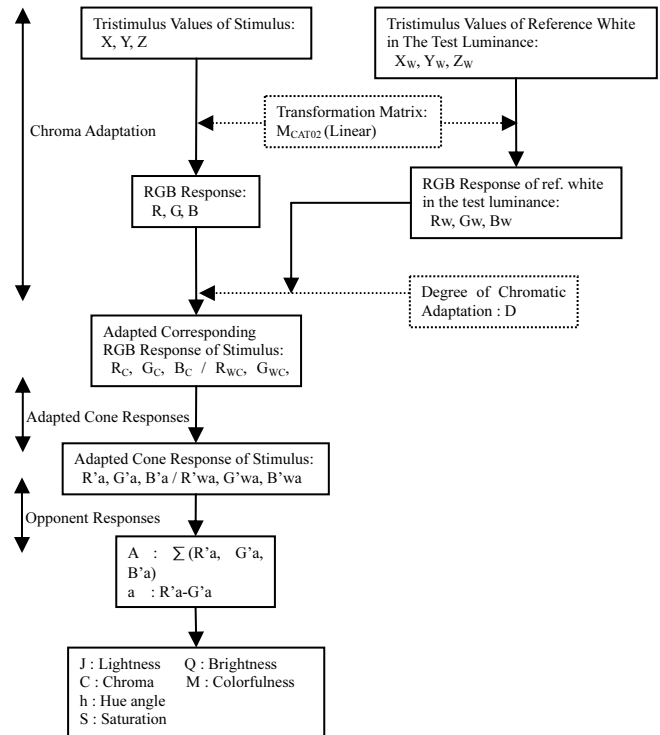 Tristimulus Values of Stimulus:
X, Y, Z
Tristimulus Values of Reference White
in The Test Luminance:
XW, YW, ZW
Transformation Matrix:
MCAT02 (Linear)
Chroma Adaptation
RGB Response:
R, G, B
RGB Response of ref. white
in the test luminance:
Rw, Gw, Bw
Degree of Chromatic
Adaptation : D
Adapted Corresponding
RGB Response of Stimulus:
RC, GC, BC / RWC, GWC,
Adapted Cone Responses
Adapted Cone Response of Stimulus:
R'a, G'a, B'a / R'wa, G'wa, B'wa
Opponent Responses
A : ∑ (R'a, G'a,
B'a)
a : R'a-G'a
J : Lightness Q : Brightness
C : Chroma M : Colorfulness
h : Hue angle
S : Saturation